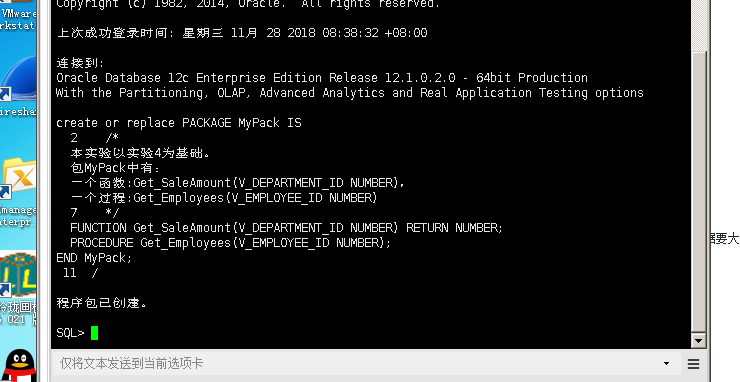 VMware
rkstat
Copyright (c) 1982, 2014, Oracle.  All rights reserved.
上次成功登录时间: 星期三 11月 28 2018 08:38:32 +08:00
连接到:
Oracle Database 12c Enterprise Edition Release 12.1.0.2.0 - 64bit Production
With the Partitioning, OLAP, Advanced Analytics and Real Application Testing options
create or replace PACKAGE MyPack IS
2 /*
本实验以实验4为基础。
包MyPack中有:
一个函数:Get_SaleAmount(V_DEPARTMENT_ID NUMBER),
一个过程:Get_Employees(V_EMPLOYEE_ID NUMBER)
7 */
FUNCTION Get_SaleAmount(V_DEPARTMENT_ID NUMBER) RETURN NUMBER;
PROCEDURE Get_Employees(V_EMPLOYEE_ID NUMBER);
END MyPack;
11 /
程序包已创建。
SQL>
仅将文本发送到当前选项卡
iresha
manage
nterpr.
021 版
据要大